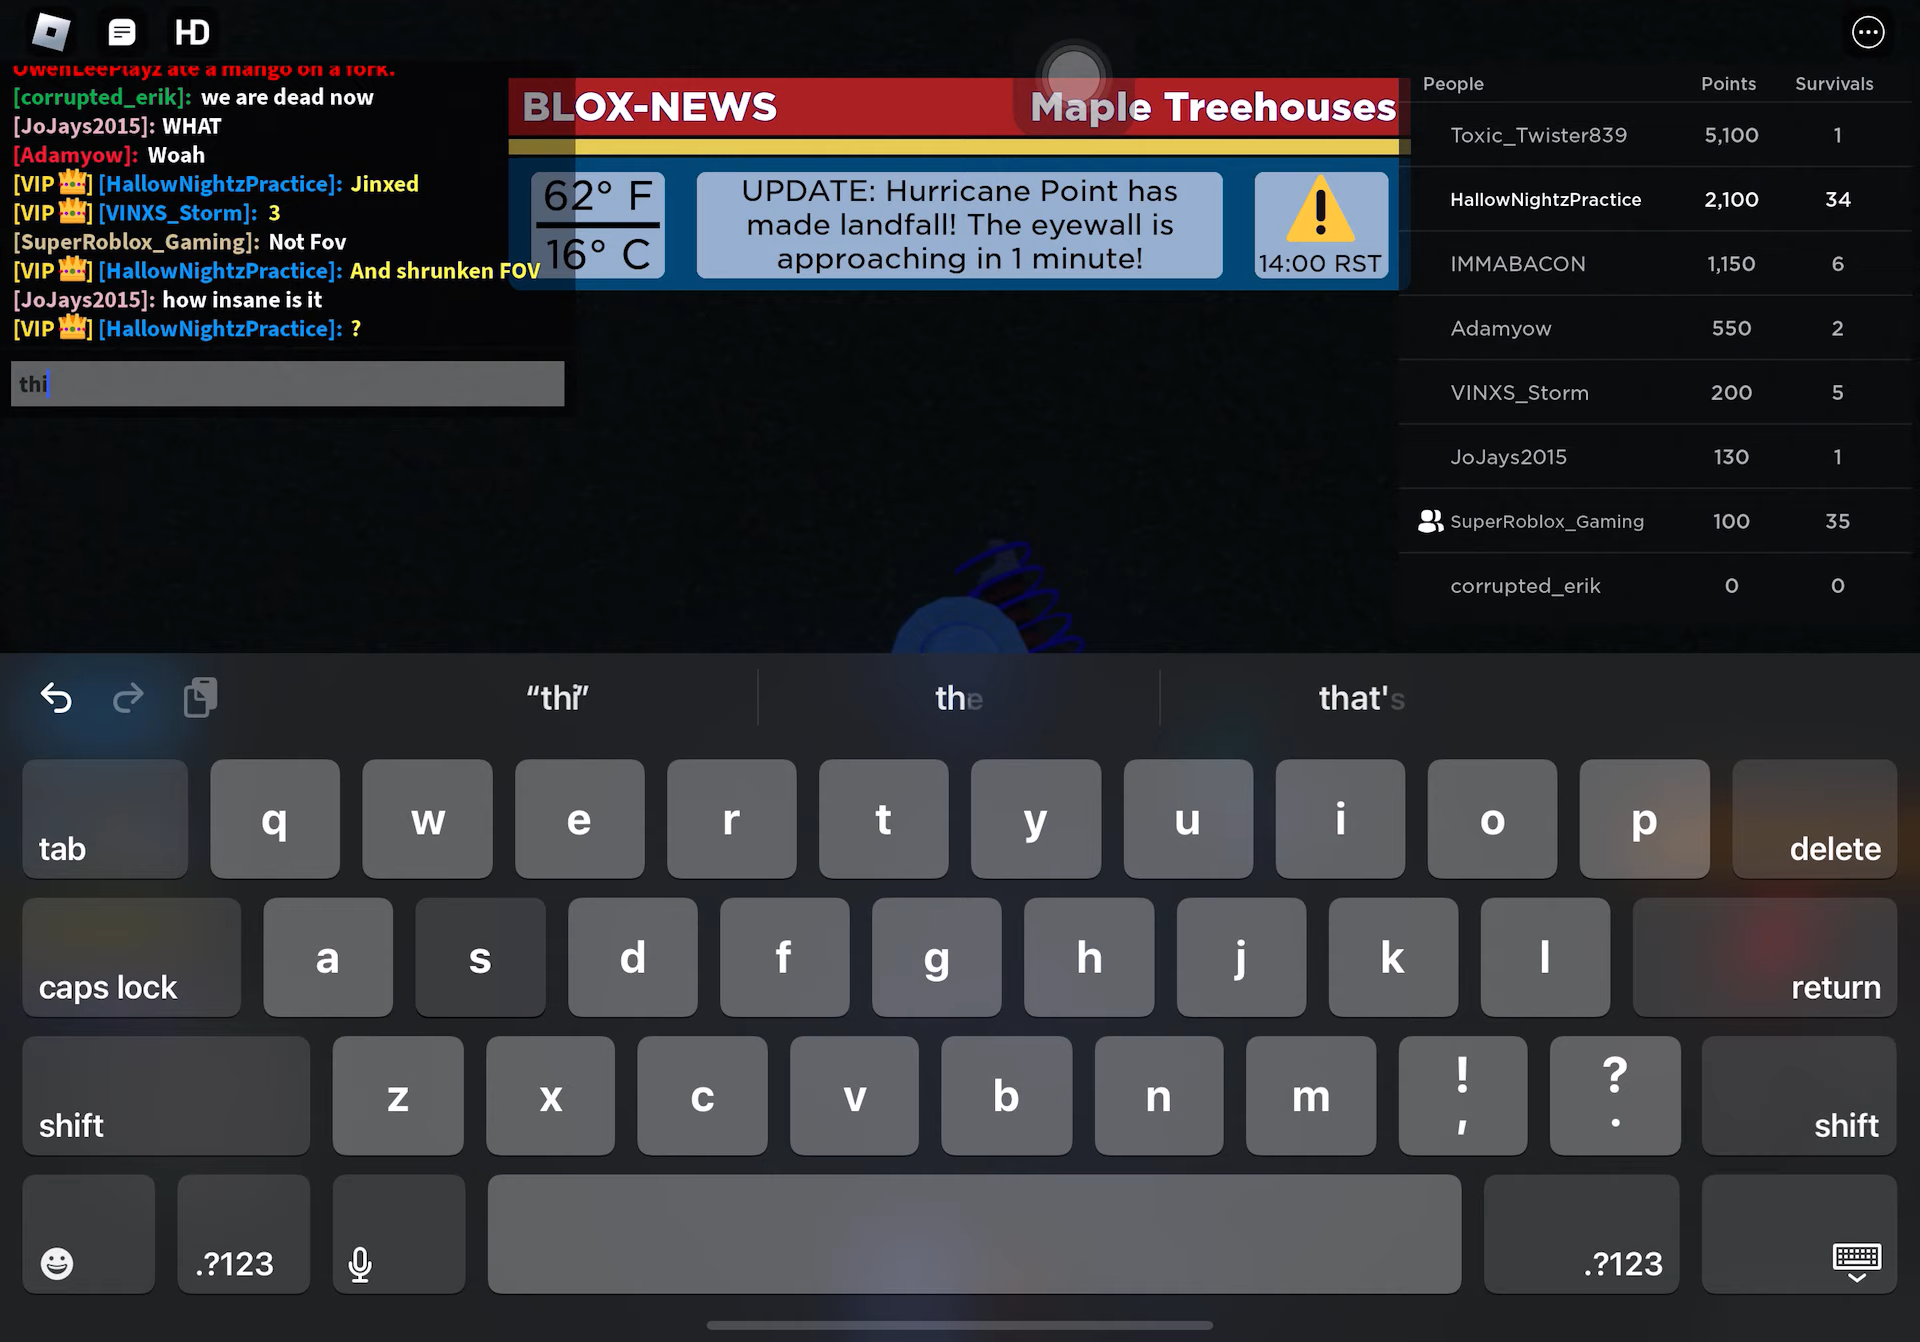 HD
OwenLeePlayz ate a mango on a fork.
[corrupted_erik]: we are dead now
[JoJays2015]: WHAT
[Adamyow]: Woah
[VIP👑] [HallowNightzPractice]: Jinxed
[VIP👑] [VINXS_Storm]: 3
[SuperRoblox_Gaming]: Not Fov
[VIP👑] [HallowNightzPractice]: And shrunken FOV
[JoJays2015]: how insane is it
[VIP👑] [HallowNightzPractice]: ?
thi
BLOX-NEWS Maple Treehouses
62° F
16° C
UPDATE: Hurricane Point has
made landfall! The eyewall is
approaching in 1 minute!
14:00 RST
People Points Survivals
Toxic_Twister839 5,100 1
HallowNightzPractice 2,100 34
IMMABACON 1,150 6
Adamyow 550 2
VINXS_Storm 200 5
JoJays2015 130 1
SuperRoblox_Gaming 100 35
corrupted_erik 0 0
“thi” the that's
tab q w e r t y u i o p delete
caps lock a s d f g h j k l return
shift z x c v b n m ! , ? . shift
.?123 .?123